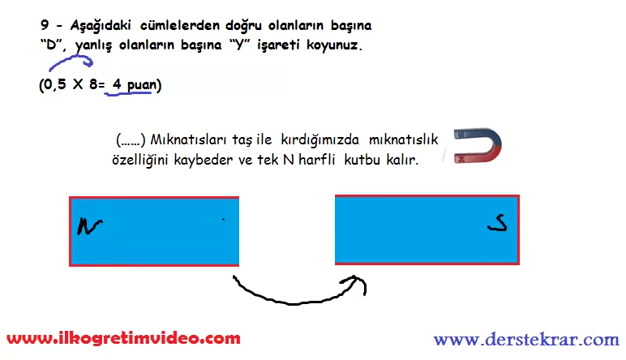 9 - Aşağıdaki cümlelerden doğru olanların başına
“D”, yanlış olanların başına “Y” işareti koyunuz.
(0,5 X 8= 4 puan)
(……) Mıknatısları taş ile kırdığımızda mıknatıslık
özelliğini kaybeder ve tek N harfli kutbu kalır.
N
S
www.ilkogretimvideo.com
www.derstekrar.com